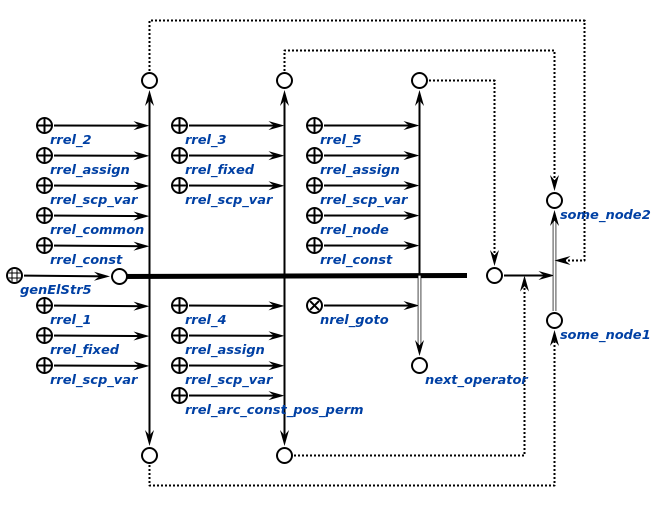 rrel_2
rrel_3
rrel_5
rrel_assign
rrel_fixed
rrel_assign
rrel_scp_var
rrel_scp_var
rrel_scp_var
some_node2
rrel_common
rrel_node
rrel_const
rrel_const
genElStr5
rrel_1
rrel_4
nrel_goto
some_node1
rrel_fixed
rrel_assign
rrel_scp_var
rrel_scp_var
next_operator
rrel_arc_const_pos_perm